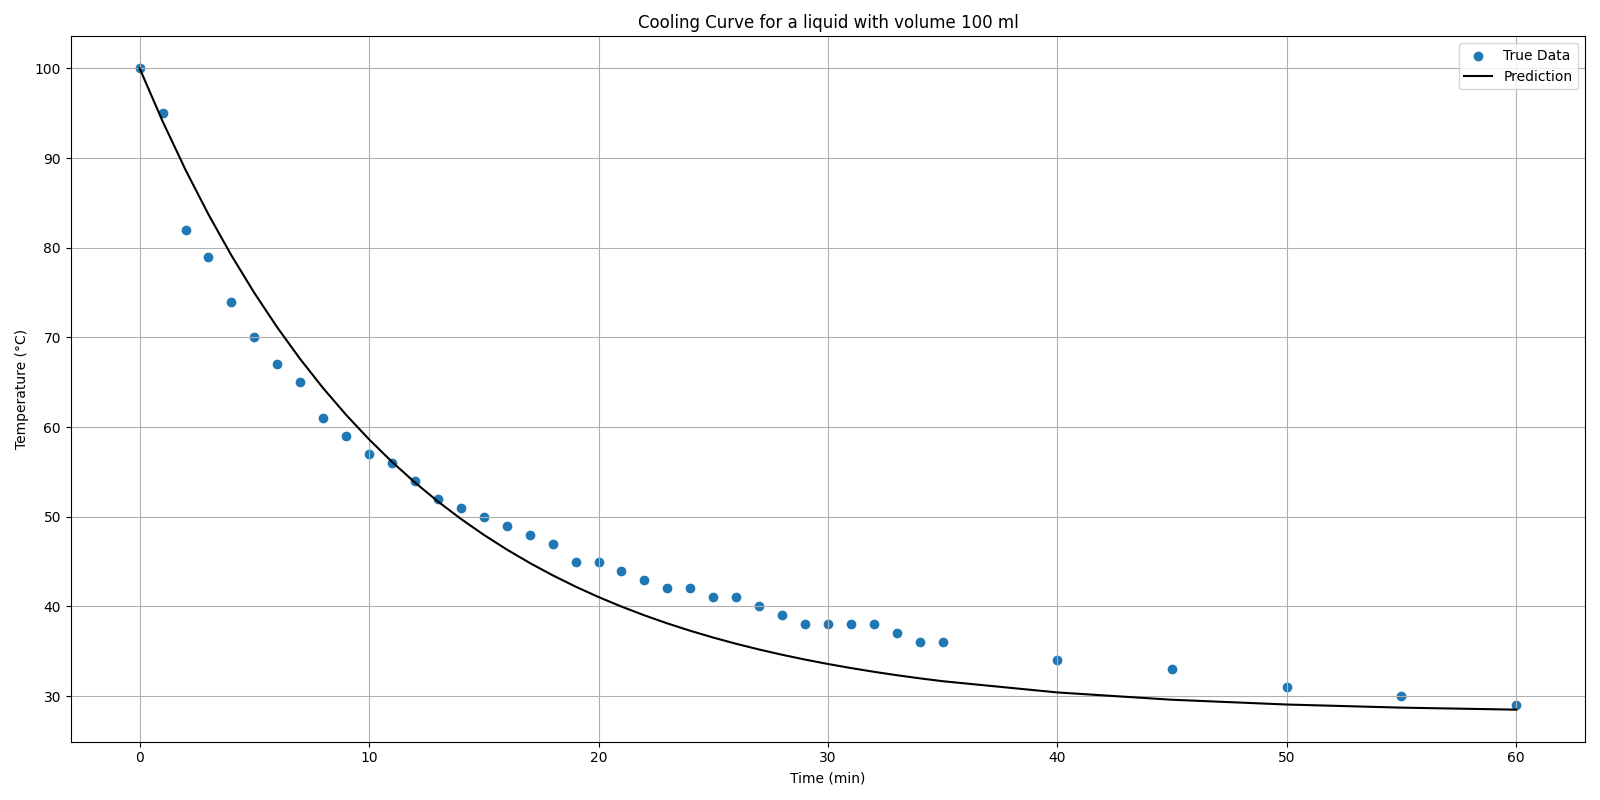 Cooling Curve for a liquid with volume 100 ml
True Data
Prediction
Temperature (°C)
100
90
80
70
60
50
40
30
0 10 20 30 40 50 60
Time (min)